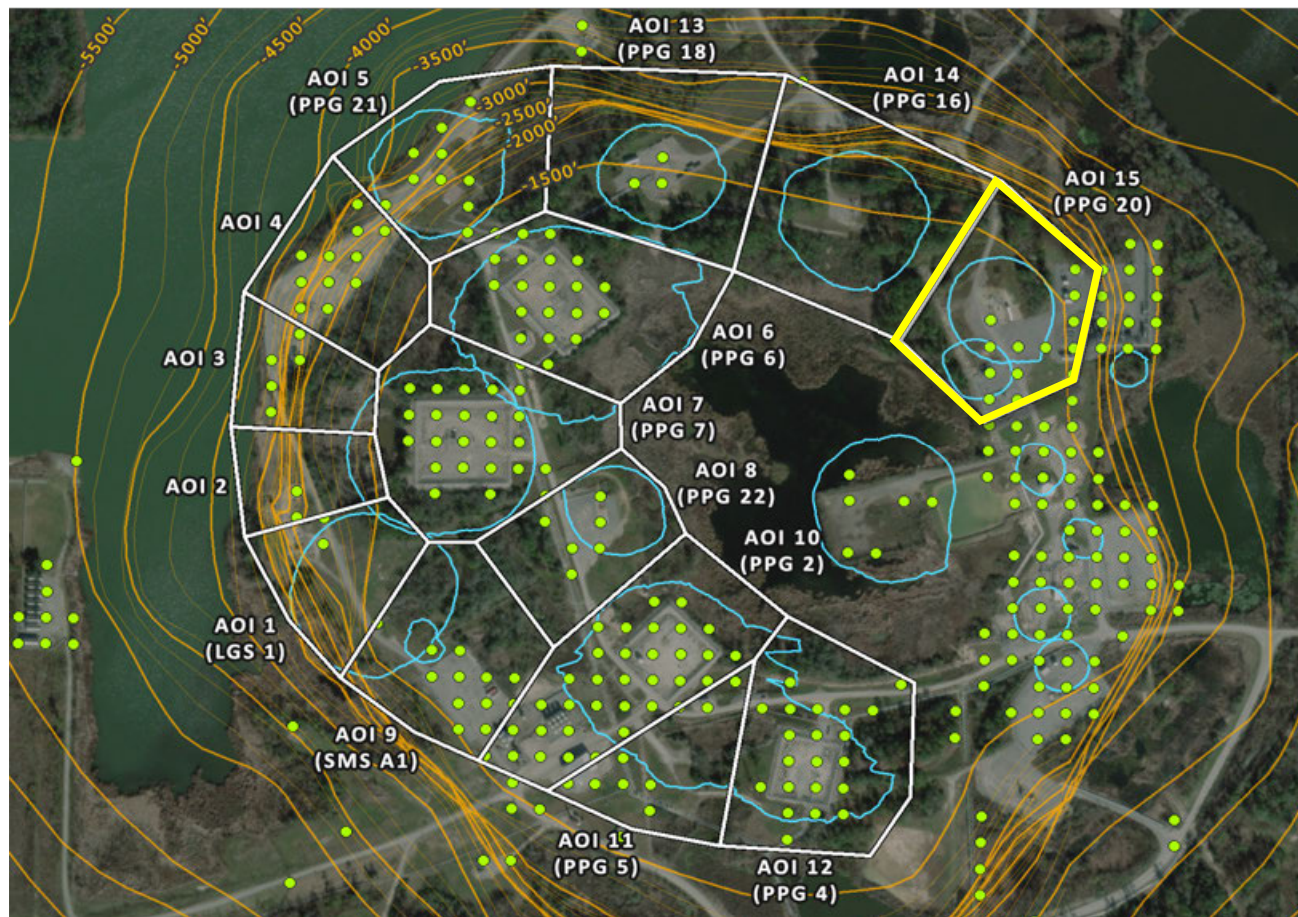 -5500'
-5000'
-4500'
-4000'
-3500'
-3000'
-2500'
-2000'
-1500'
AOI 13
(PPG 18)
AOI 5
(PPG 21)
AOI 14
(PPG 16)
AOI 15
(PPG 20)
AOI 4
AOI 3
AOI 6
(PPG 6)
AOI 7
(PPG 7)
AOI 8
(PPG 22)
AOI 2
AOI 10
(PPG 2)
AOI 1
(LGS 1)
AOI 9
(SMS A1)
AOI 11
(PPG 5)
AOI 12
(PPG 4)